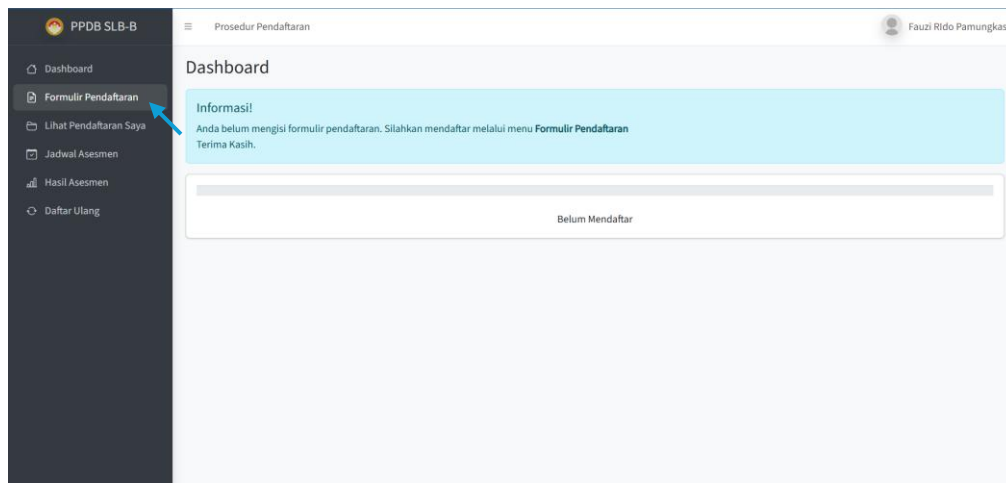 PPDB SLB-B
Prosedur Pendaftaran
Fauzi RIdo Pamungkas
Dashboard
Formulir Pendaftaran
Lihat Pendaftaran Saya
Jadwal Asesmen
Hasil Asesmen
Daftar Ulang
Dashboard
Informasi!
Anda belum mengisi formulir pendaftaran. Silahkan mendaftar melalui menu Formulir Pendaftaran
Terima Kasih.
Belum Mendaftar